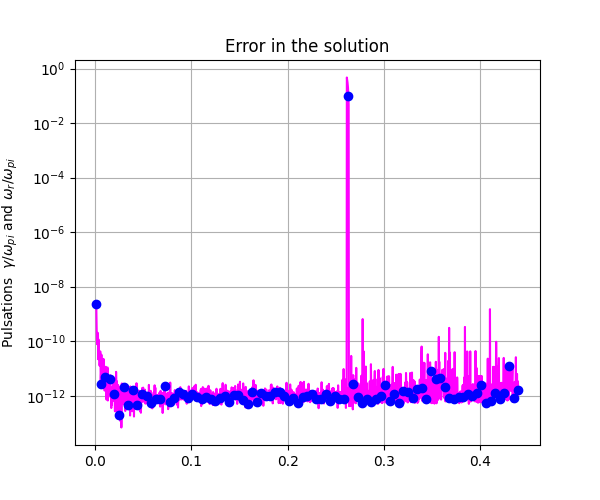 Error in the solution
Pulsations γ/ω_pi and ω_r/ω_pi
10^0
10^−2
10^−4
10^−6
10^−8
10^−10
10^−12
0.0 0.1 0.2 0.3 0.4